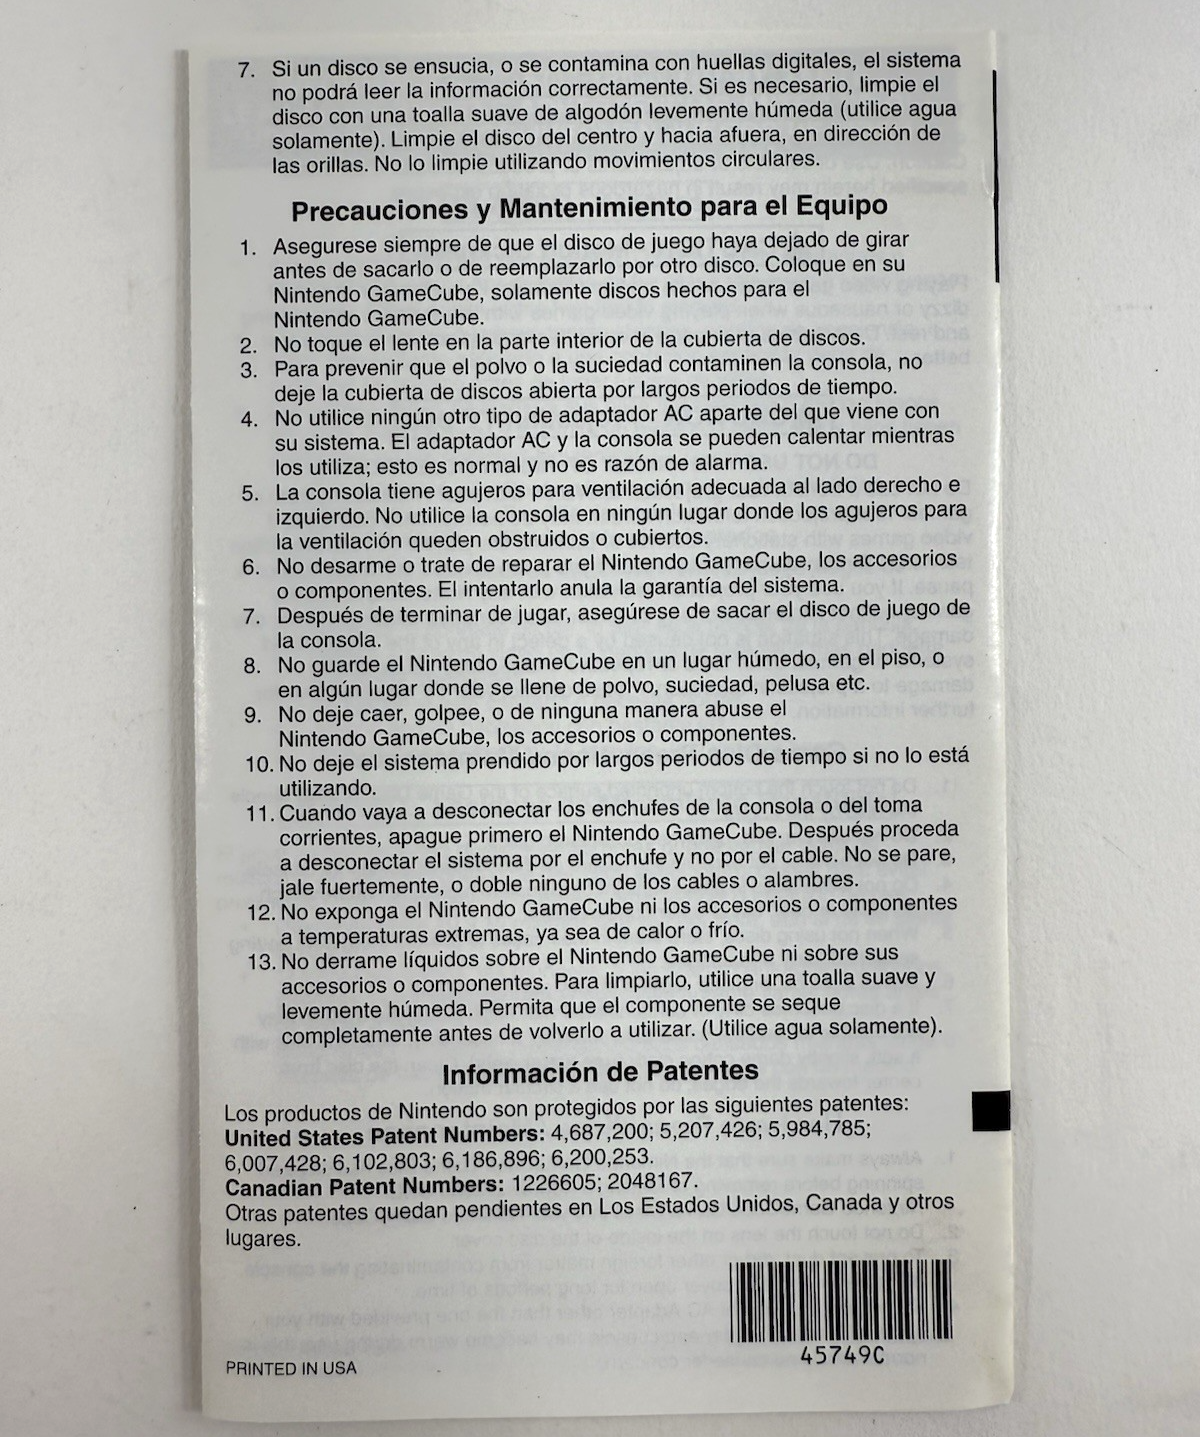 7. Si un disco se ensucia, o se contamina con huellas digitales, el sistema
no podrá leer la información correctamente. Si es necesario, limpie el
disco con una toalla suave de algodón levemente húmeda (utilice agua
solamente). Limpie el disco del centro y hacia afuera, en dirección de
las orillas. No lo limpie utilizando movimientos circulares.
Precauciones y Mantenimiento para el Equipo
1. Asegurese siempre de que el disco de juego haya dejado de girar
antes de sacarlo o de reemplazarlo por otro disco. Coloque en su
Nintendo GameCube, solamente discos hechos para el
Nintendo GameCube.
2. No toque el lente en la parte interior de la cubierta de discos.
3. Para prevenir que el polvo o la suciedad contaminen la consola, no
deje la cubierta de discos abierta por largos periodos de tiempo.
4. No utilice ningún otro tipo de adaptador AC aparte del que viene con
su sistema. El adaptador AC y la consola se pueden calentar mientras
los utiliza; esto es normal y no es razón de alarma.
5. La consola tiene agujeros para ventilación adecuada al lado derecho e
izquierdo. No utilice la consola en ningún lugar donde los agujeros para
la ventilación queden obstruidos o cubiertos.
6. No desarme o trate de reparar el Nintendo GameCube, los accesorios
o componentes. El intentarlo anula la garantía del sistema.
7. Después de terminar de jugar, asegúrese de sacar el disco de juego de
la consola.
8. No guarde el Nintendo GameCube en un lugar húmedo, en el piso, o
en algún lugar donde se llene de polvo, suciedad, pelusa etc.
9. No deje caer, golpee, o de ninguna manera abuse el
Nintendo GameCube, los accesorios o componentes.
10. No deje el sistema prendido por largos periodos de tiempo si no lo está
utilizando.
11. Cuando vaya a desconectar los enchufes de la consola o del toma
corrientes, apague primero el Nintendo GameCube. Después proceda
a desconectar el sistema por el enchufe y no por el cable. No se pare,
jale fuertemente, o doble ninguno de los cables o alambres.
12. No exponga el Nintendo GameCube ni los accesorios o componentes
a temperaturas extremas, ya sea de calor o frío.
13. No derrame líquidos sobre el Nintendo GameCube ni sobre sus
accesorios o componentes. Para limpiarlo, utilice una toalla suave y
levemente húmeda. Permita que el componente se seque
completamente antes de volverlo a utilizar. (Utilice agua solamente).
Información de Patentes
Los productos de Nintendo son protegidos por las siguientes patentes:
United States Patent Numbers: 4,687,200; 5,207,426; 5,984,785;
6,007,428; 6,102,803; 6,186,896; 6,200,253.
Canadian Patent Numbers: 1226605; 2048167.
Otras patentes quedan pendientes en Los Estados Unidos, Canada y otros
lugares.
45749C
PRINTED IN USA